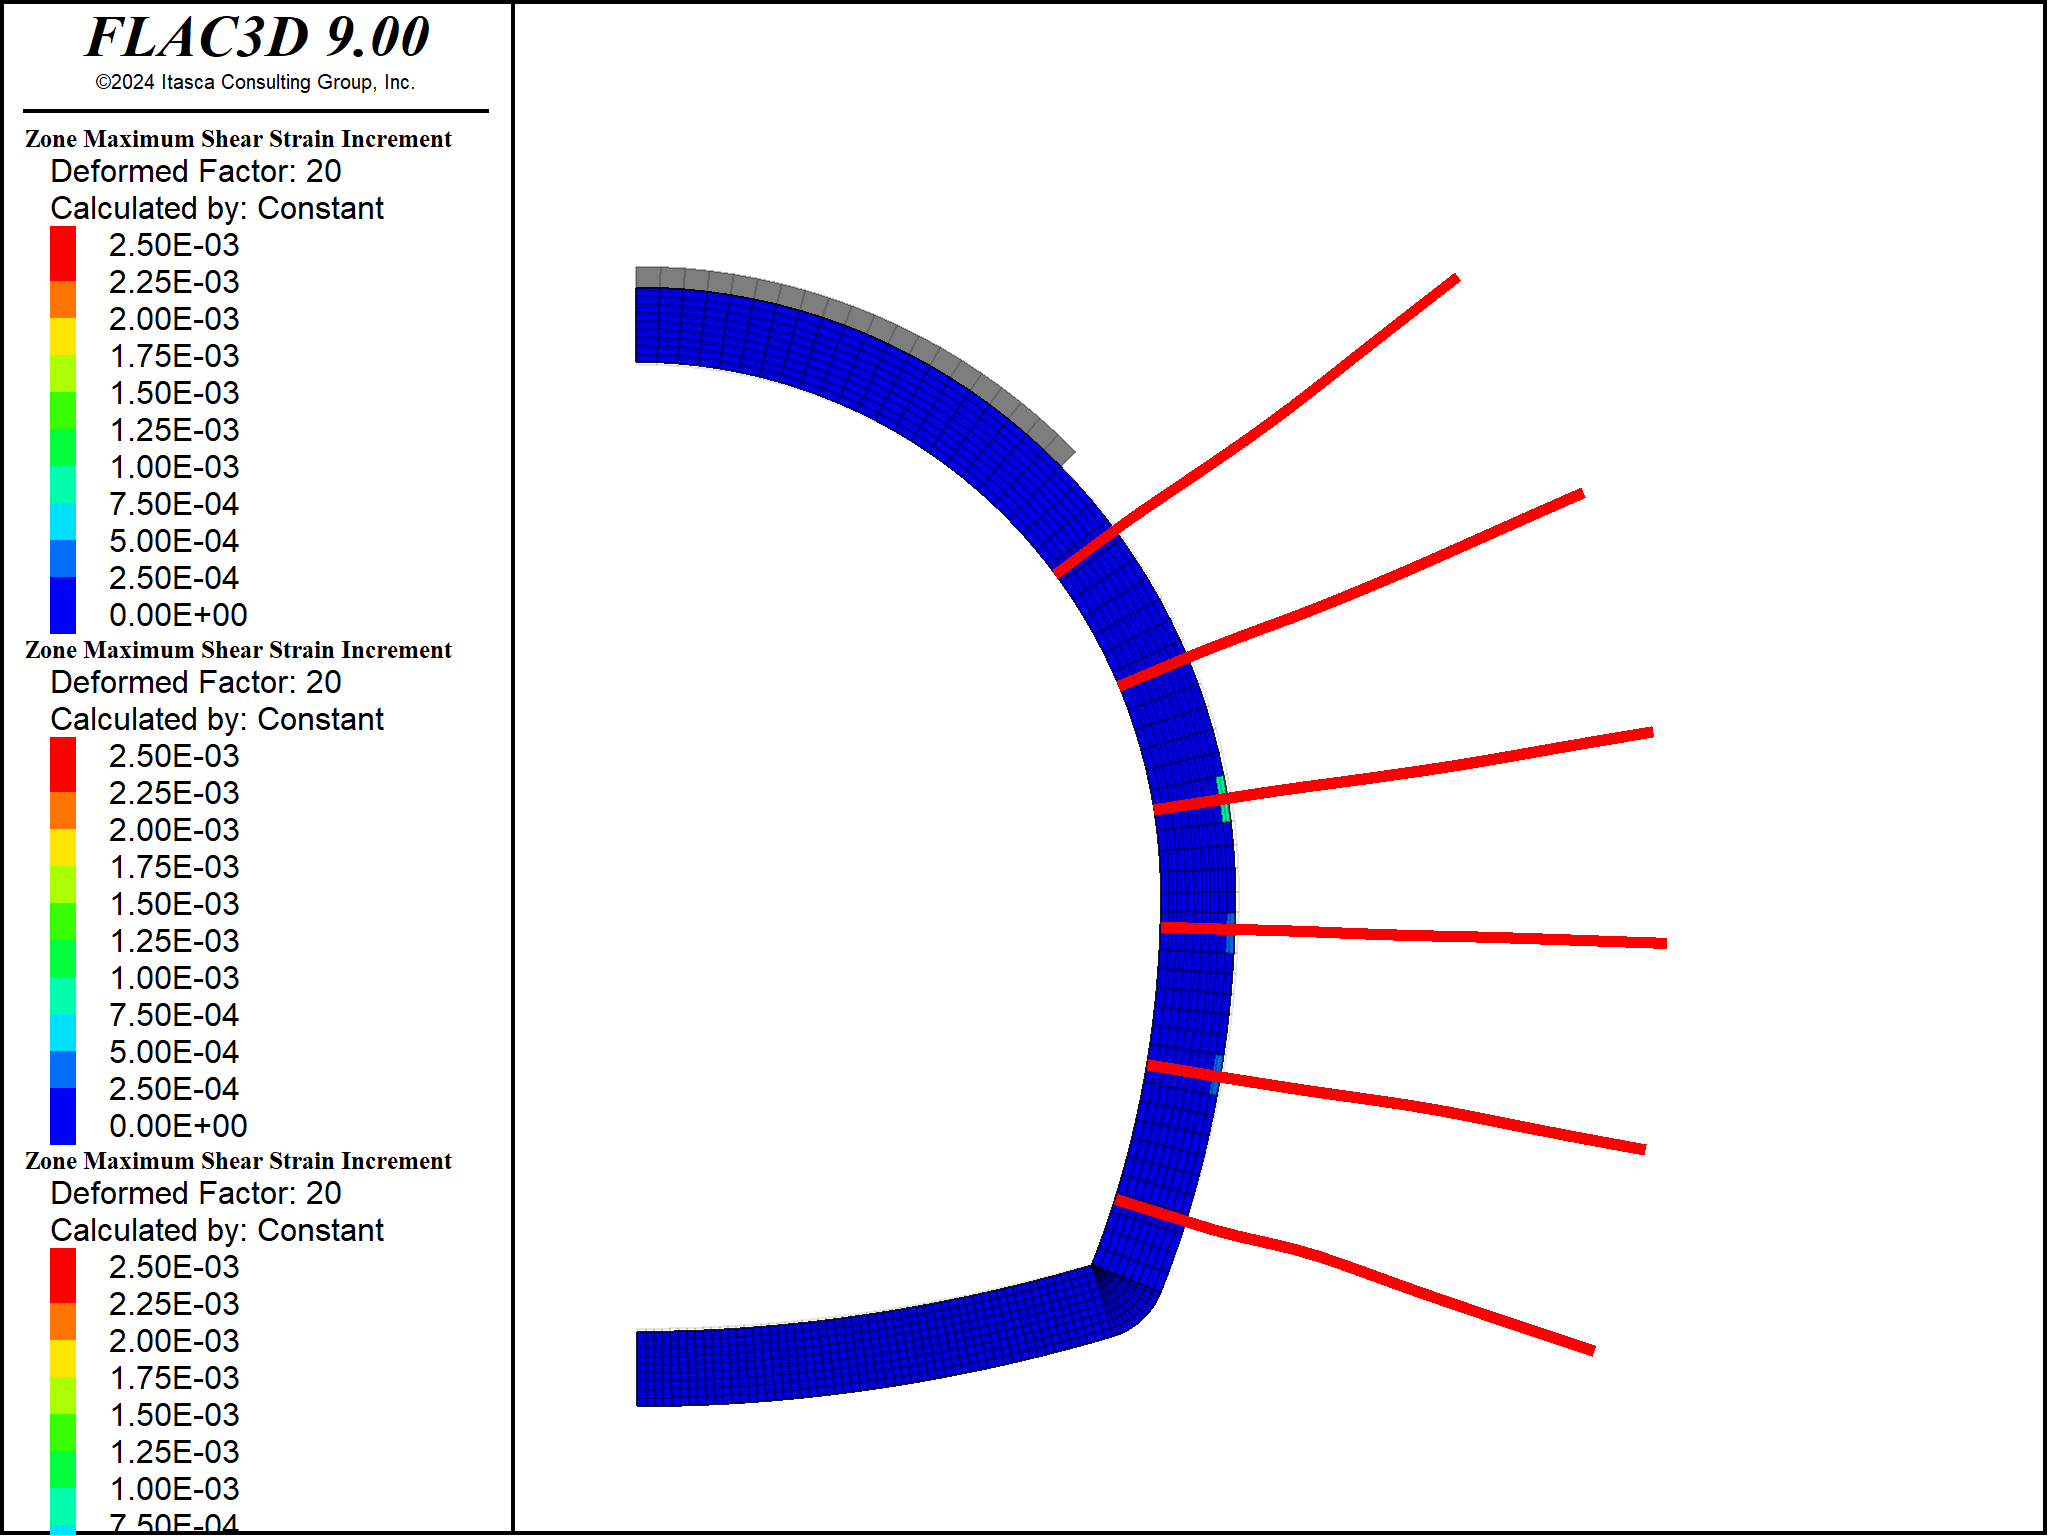 FLAC3D 9.00
©2024 Itasca Consulting Group, Inc.
Zone Maximum Shear Strain Increment
Deformed Factor: 20
Calculated by: Constant
2.50E-03
2.25E-03
2.00E-03
1.75E-03
1.50E-03
1.25E-03
1.00E-03
7.50E-04
5.00E-04
2.50E-04
0.00E+00
Zone Maximum Shear Strain Increment
Deformed Factor: 20
Calculated by: Constant
2.50E-03
2.25E-03
2.00E-03
1.75E-03
1.50E-03
1.25E-03
1.00E-03
7.50E-04
5.00E-04
2.50E-04
0.00E+00
Zone Maximum Shear Strain Increment
Deformed Factor: 20
Calculated by: Constant
2.50E-03
2.25E-03
2.00E-03
1.75E-03
1.50E-03
1.25E-03
1.00E-03
7.50E-04